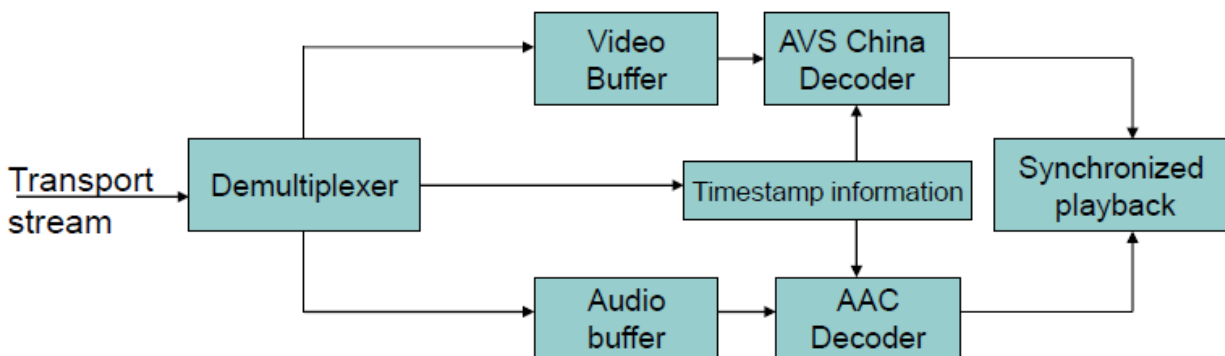 Video
Buffer
AVS China
Decoder
Transport
stream
Demultiplexer
Timestamp information
Synchronized
playback
Audio
buffer
AAC
Decoder